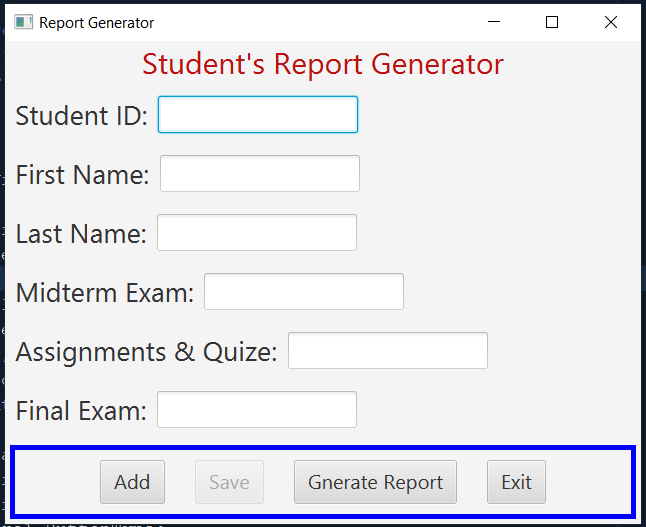 Report Generator
Student's Report Generator
Student ID:
First Name:
Last Name:
Midterm Exam:
Assignments & Quize:
Final Exam:
Add Save Gnerate Report Exit